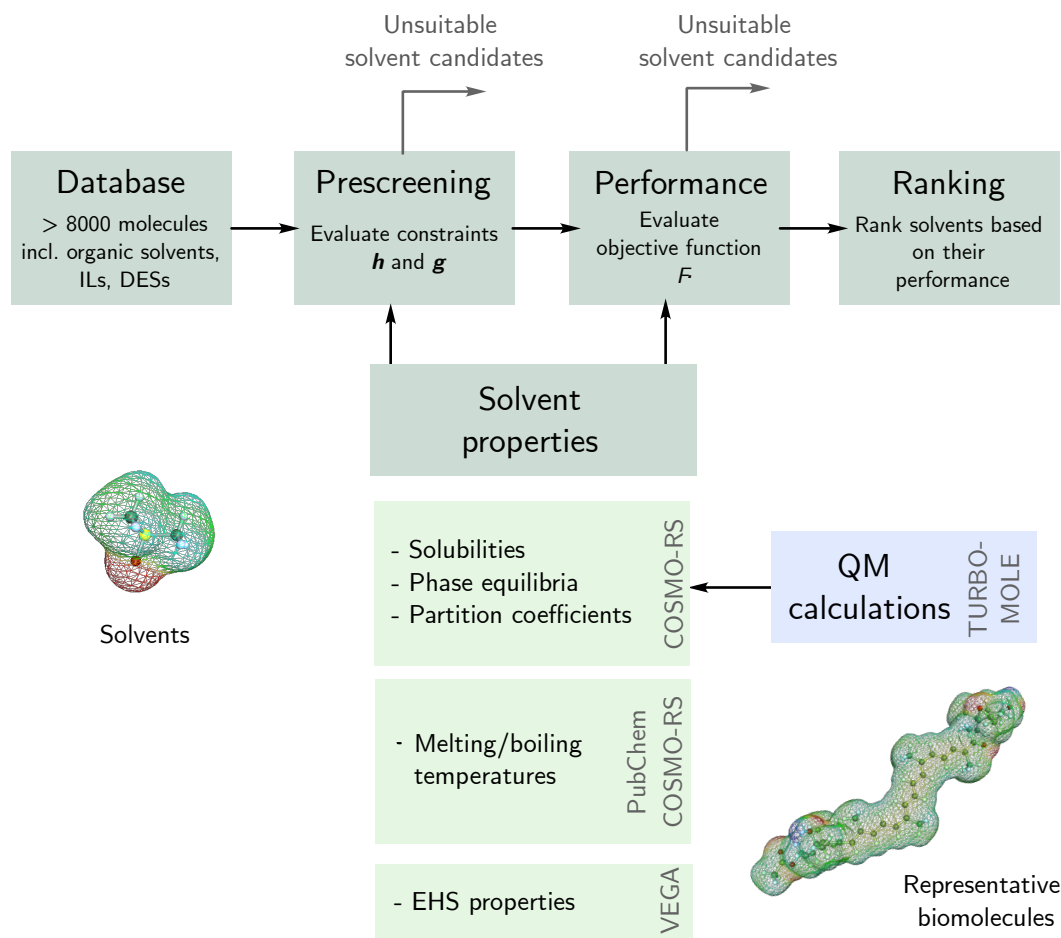 Unsuitable
solvent candidates
Unsuitable
solvent candidates
Database
> 8000 molecules
incl. organic solvents,
ILs, DESs
Prescreening
Evaluate constraints
h and g
Performance
Evaluate
objective function
F
Ranking
Rank solvents based
on their
performance
Solvent
properties
Solvents
- Solubilities
- Phase equilibria
- Partition coefficients
COSMO-RS
QM
calculations
TURBO-
MOLE
- Melting/boiling
temperatures
PubChem
COSMO-RS
- EHS properties
VEGA
Representative
biomolecules